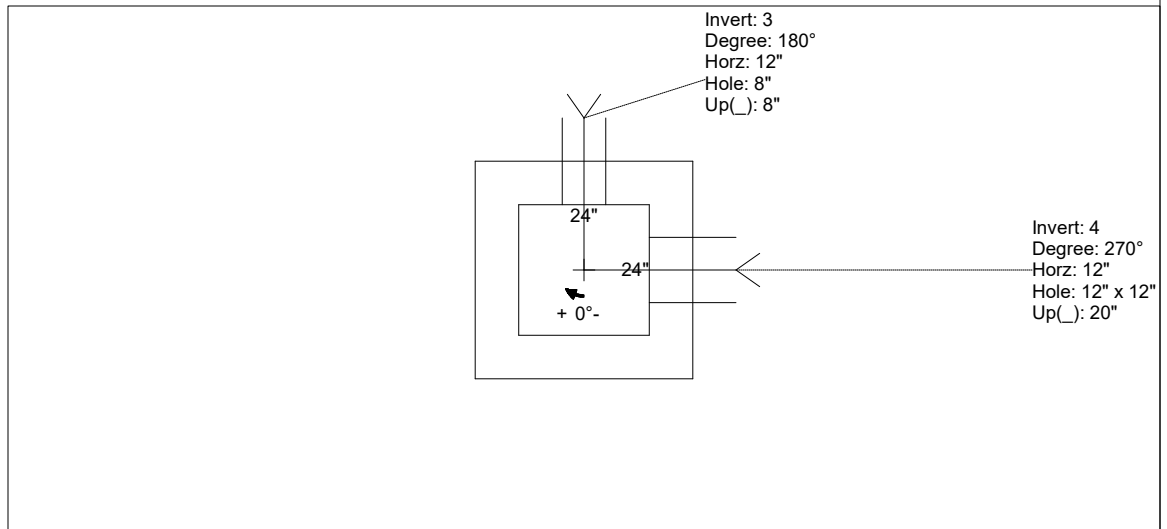 Invert: 3
Degree: 180°
Horz: 12"
Hole: 8"
Up(_): 8"
24"
24"
+ 0°-
Invert: 4
Degree: 270°
Horz: 12"
Hole: 12" x 12"
Up(_): 20"